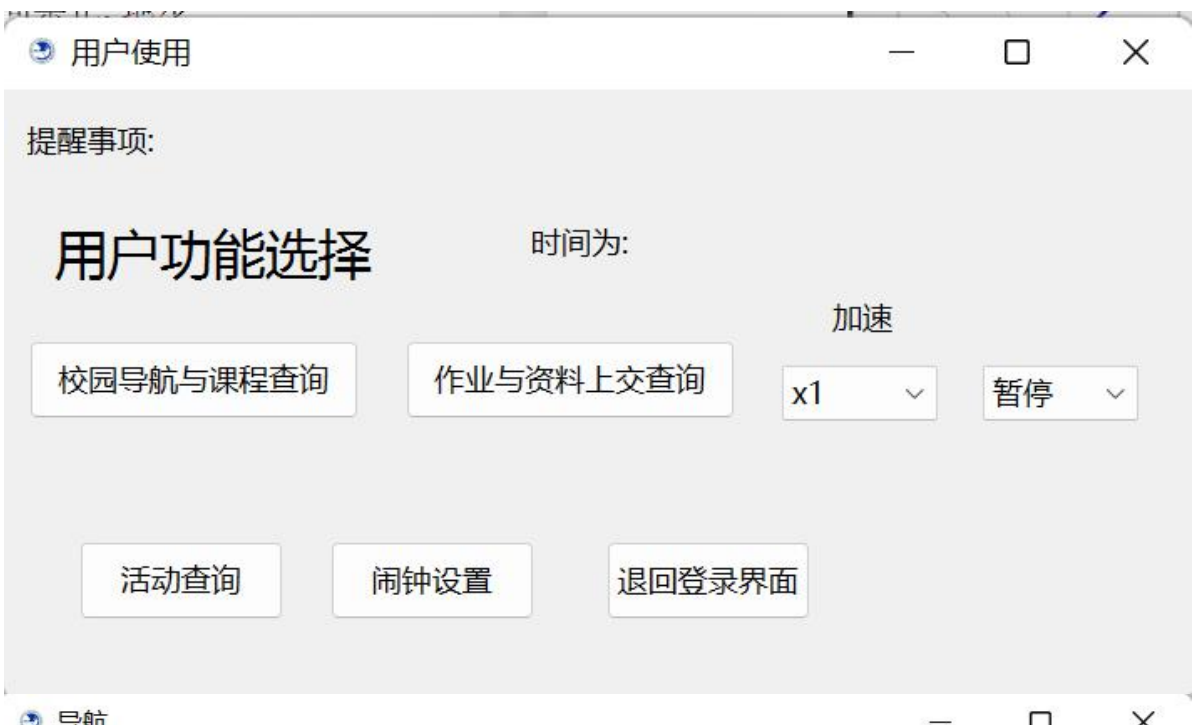 用户使用
提醒事项:
用户功能选择
时间为:
加速
校园导航与课程查询
作业与资料上交查询
x1
暂停
活动查询
闹钟设置
退回登录界面
导航